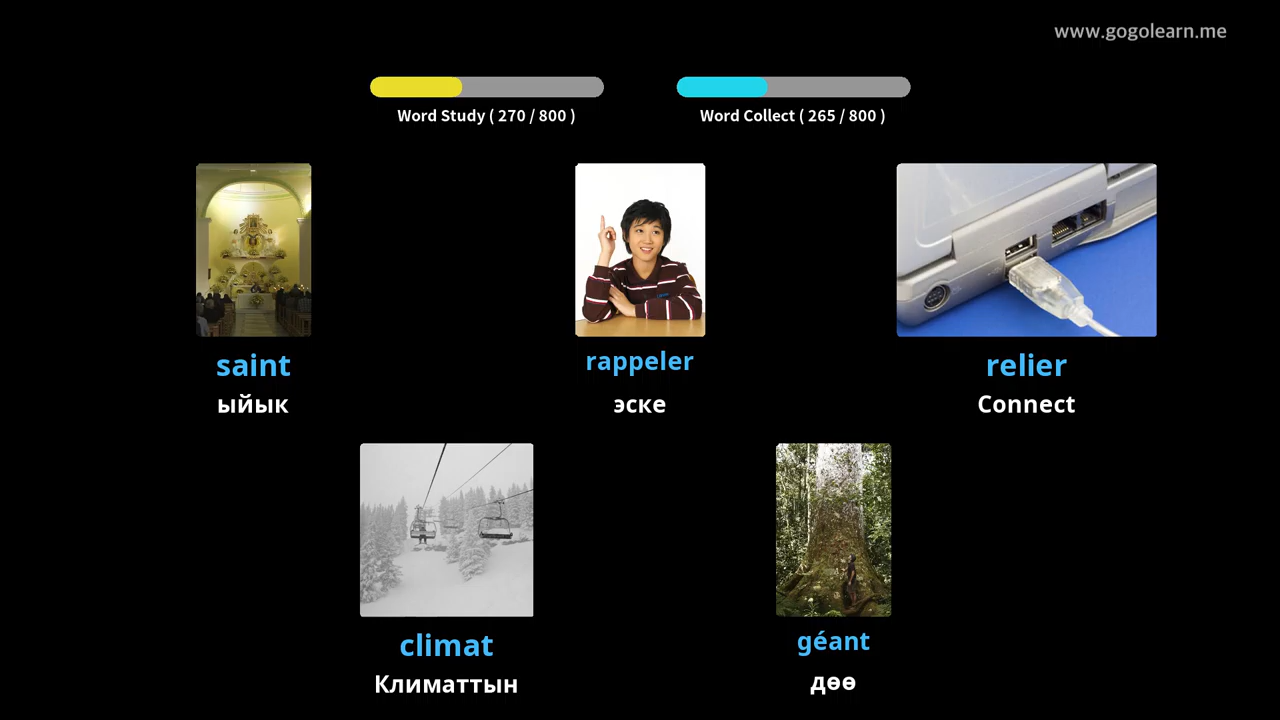 www.gogolearn.me
Word Study ( 270 / 800 )
Word Collect ( 265 / 800 )
saint
ыйык
rappeler
эске
relier
Connect
climat
Климаттын
géant
дөө